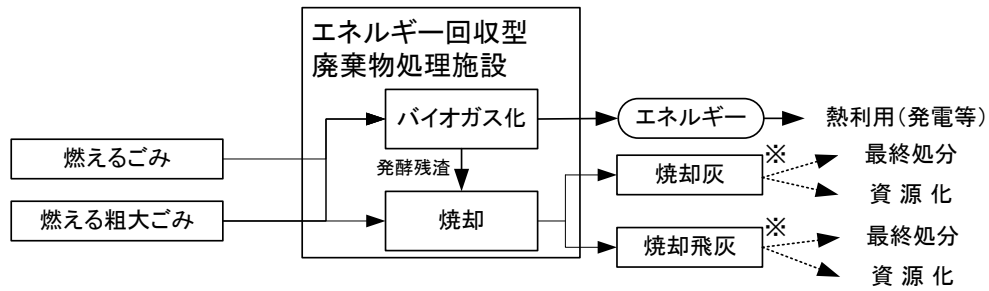 エネルギー回収型
廃棄物処理施設
バイオガス化
エネルギー
熱利用（発電等）
燃えるごみ
発酵残渣
焼却灰
※
最終処分
資 源 化
燃える粗大ごみ
焼却
焼却飛灰
※
最終処分
資 源 化